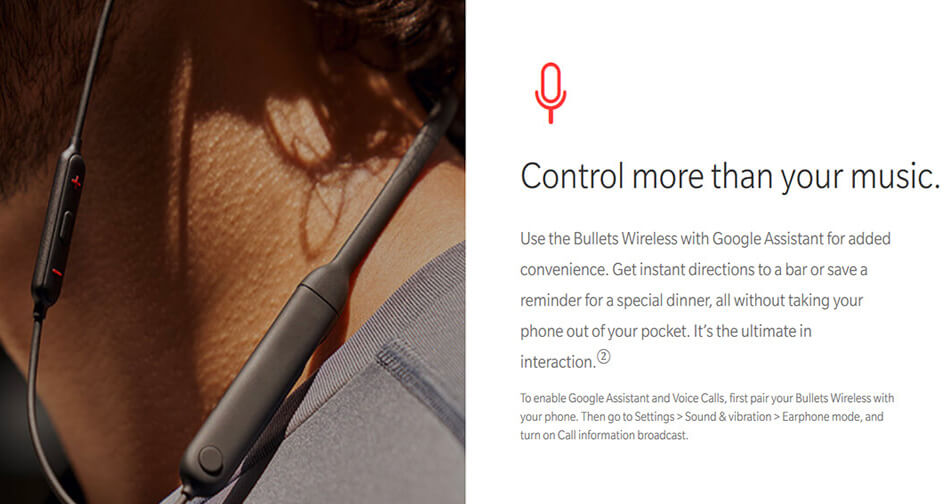 Control more than your music.
Use the Bullets Wireless with Google Assistant for added
convenience. Get instant directions to a bar or save a
reminder for a special dinner, all without taking your
phone out of your pocket. It's the ultimate in
interaction.②
To enable Google Assistant and Voice Calls, first pair your Bullets Wireless with
your phone. Then go to Settings > Sound & vibration > Earphone mode, and
turn on Call information broadcast.